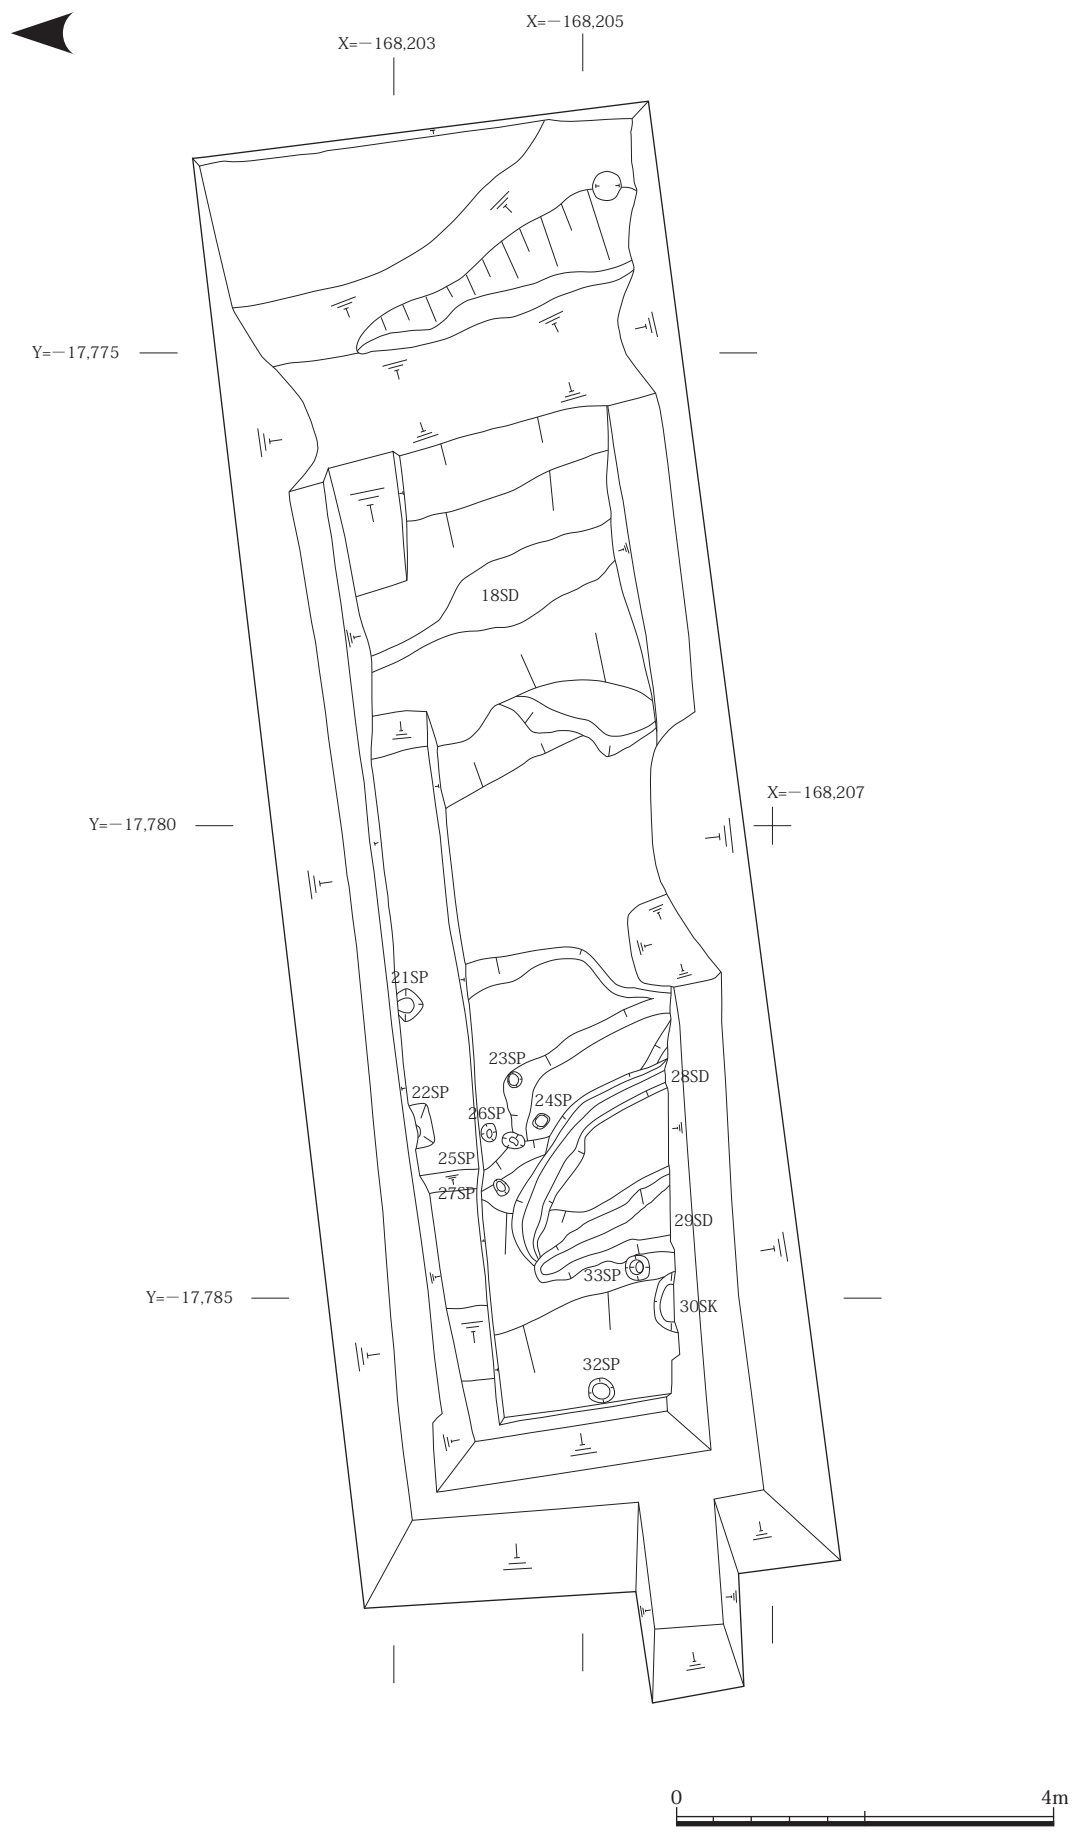 X=−168,205
X=−168,203
Y=−17,775
18SD
X=−168,207
Y=−17,780
21SP
23SP
28SD
22SP
24SP
26SP
25SP
27SP
29SD
33SP
Y=−17,785
30SK
32SP
0
4m